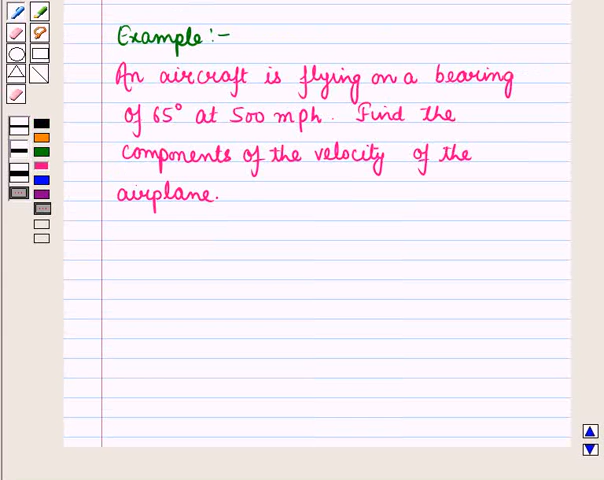 Example:-
An aircraft is flying on a bearing
of 65° at 500 mph. Find the
components of the velocity of the
airplane.